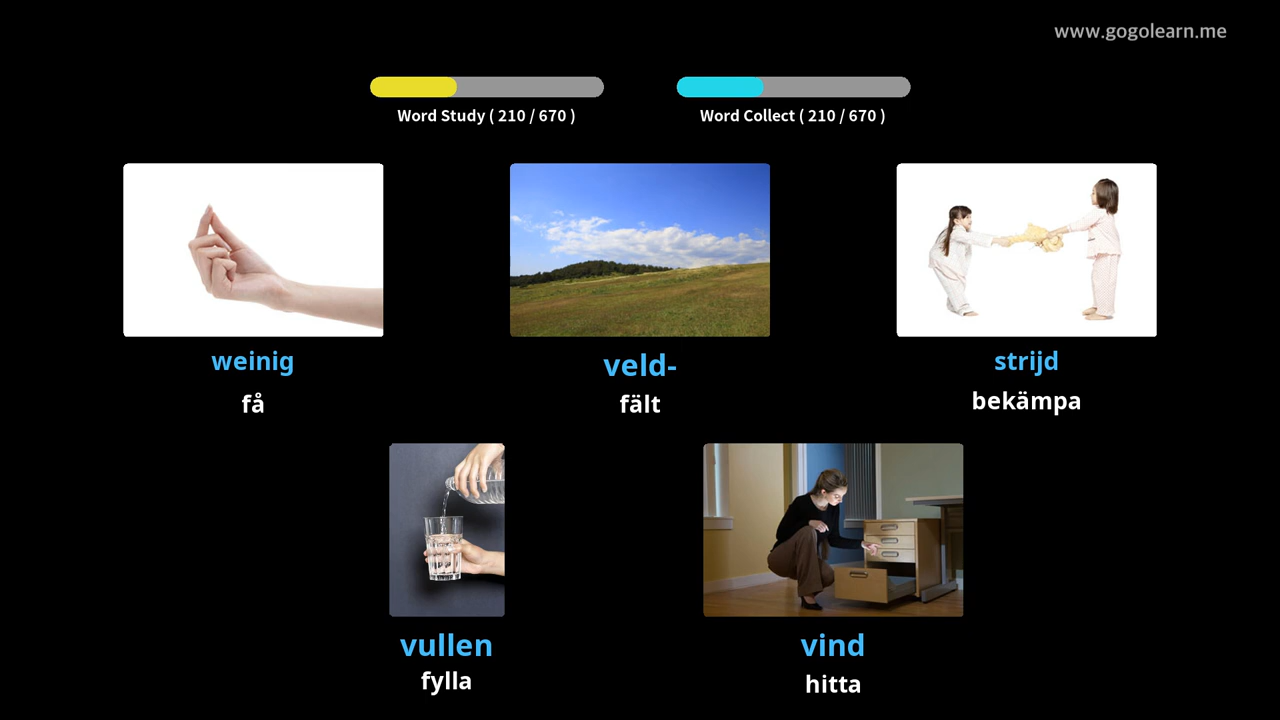 www.gogolearn.me
Word Study ( 210 / 670 )
Word Collect ( 210 / 670 )
weinig
få
veld-
fält
strijd
bekämpa
vullen
fylla
vind
hitta